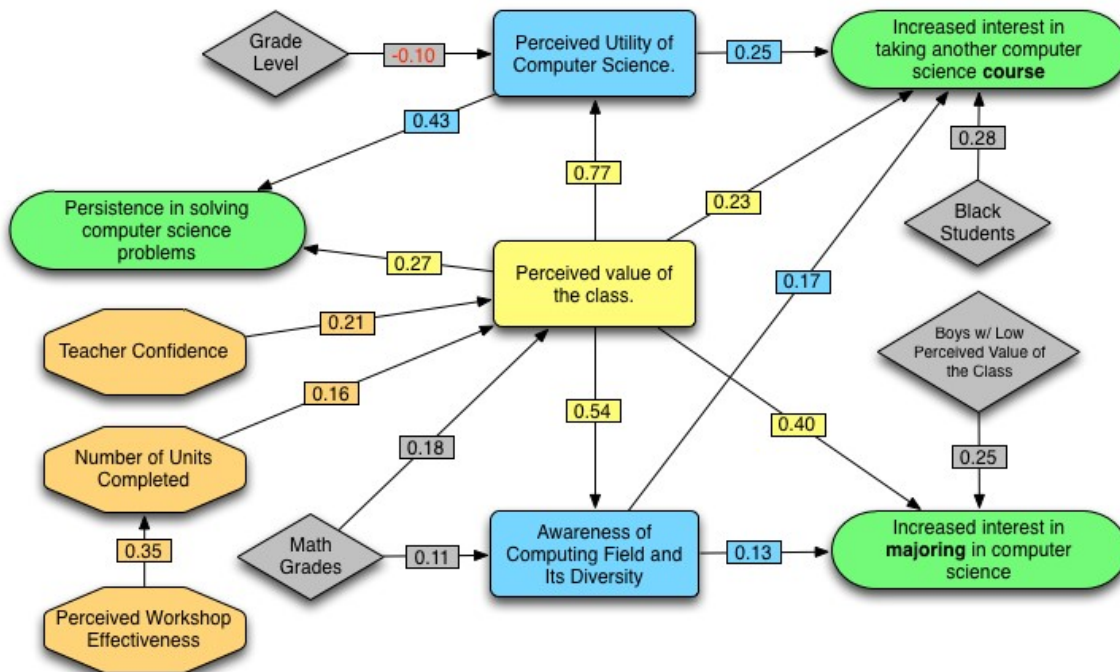 Grade
Level
-0.10
Perceived Utility of
Computer Science.
0.25
Increased interest in
taking another computer
science course
0.43
0.77
0.23
0.28
Black
Students
Persistence in solving
computer science
problems
0.27
Perceived value of
the class.
0.17
Teacher Confidence
0.21
Boys w/ Low
Perceived Value of
the Class
0.16
Number of Units
Completed
0.18
0.54
0.40
0.25
0.35
Math
Grades
0.11
Awareness of
Computing Field and
Its Diversity
0.13
Increased interest in
majoring in computer
science
Perceived Workshop
Effectiveness